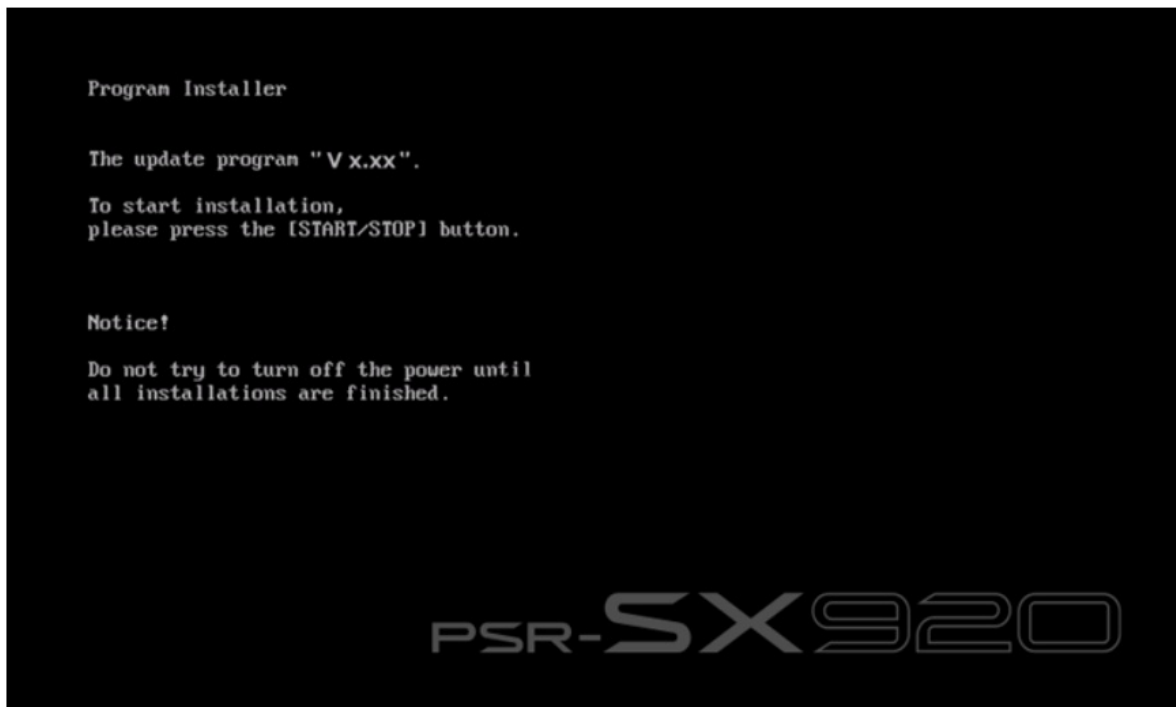 Program Installer
The update program "V x.xx".
To start installation,
please press the [START/STOP] button.
Notice!
Do not try to turn off the power until
all installations are finished.
PSR-SX920